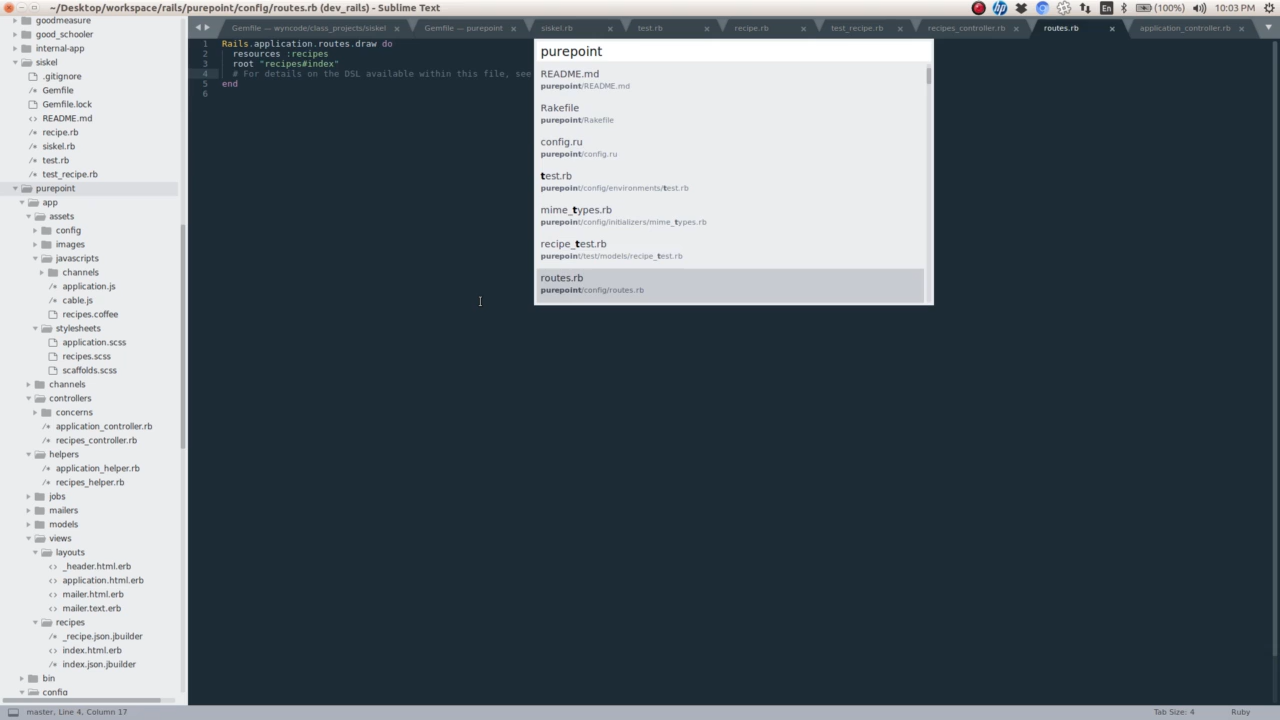 ~/Desktop/workspace/rails/purepoint/config/routes.rb (dev_rails) - Sublime Text
En
(100%)
10:03 PM
Gemfile — wyncode/class_projects/siskel
Gemfile — purepoint
siskel.rb
test.rb
recipe.rb
test_recipe.rb
recipes_controller.rb
routes.rb
application_controller.rb
goodmeasure
good_schooler
internal-app
siskel
.gitignore
Gemfile
Gemfile.lock
<> README.md
/* recipe.rb
/* siskel.rb
/* test.rb
/* test_recipe.rb
purepoint
app
assets
config
images
javascripts
channels
/* application.js
/* cable.js
recipes.coffee
stylesheets
application.scss
recipes.scss
scaffolds.scss
channels
controllers
concerns
/* application_controller.rb
/* recipes_controller.rb
helpers
/* application_helper.rb
/* recipes_helper.rb
jobs
mailers
models
views
layouts
<> _header.html.erb
<> application.html.erb
<> mailer.html.erb
<> mailer.text.erb
recipes
/* _recipe.json.jbuilder
<> index.html.erb
/* index.json.jbuilder
bin
config
1 Rails.application.routes.draw do
2 resources :recipes
3 root "recipes#index"
4 # For details on the DSL available within this file, see
5 end
6
purepoint
README.md
purepoint/README.md
Rakefile
purepoint/Rakefile
config.ru
purepoint/config.ru
test.rb
purepoint/config/environments/test.rb
mime_types.rb
purepoint/config/initializers/mime_types.rb
recipe_test.rb
purepoint/test/models/recipe_test.rb
routes.rb
purepoint/config/routes.rb
master, Line 4, Column 17
Tab Size: 4
Ruby